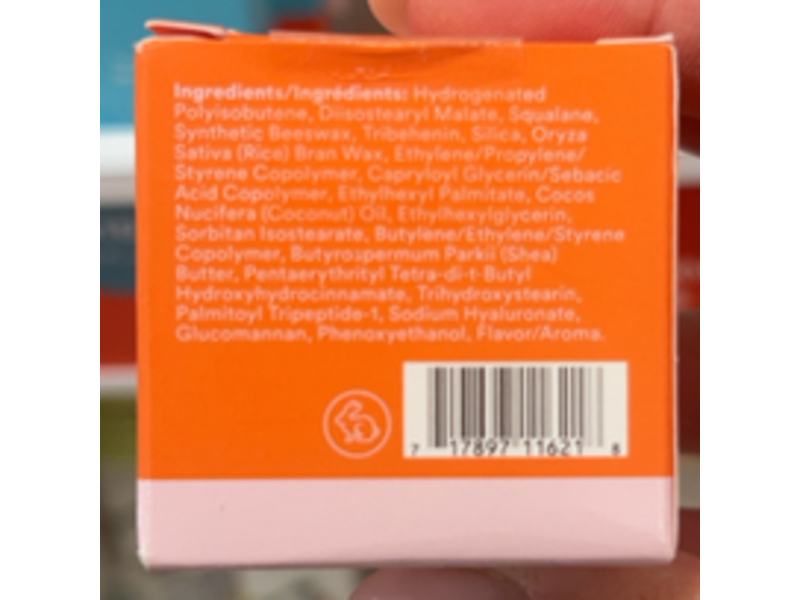 Ingredients/Ingrédients: Hydrogenated
Polyisobutene, Diisostearyl Malate, Squalane,
Synthetic Beeswax, Tribehenin, Silica, Oryza
Sativa (Rice) Bran Wax, Ethylene/Propylene/
Styrene Copolymer, Capryloyl Glycerin/Sebacic
Acid Copolymer, Ethylhexyl Palmitate, Cocos
Nucifera (Coconut) Oil, Ethylhexylglycerin,
Sorbitan Isostearate, Butylene/Ethylene/Styrene
Copolymer, Butyrospermum Parkii (Shea)
Butter, Pentaerythrityl Tetra-di-t-Butyl
Hydroxyhydrocinnamate, Trihydroxystearin,
Palmitoyl Tripeptide-1, Sodium Hyaluronate,
Glucomannan, Phenoxyethanol, Flavor/Aroma.
7 17897 11621 8